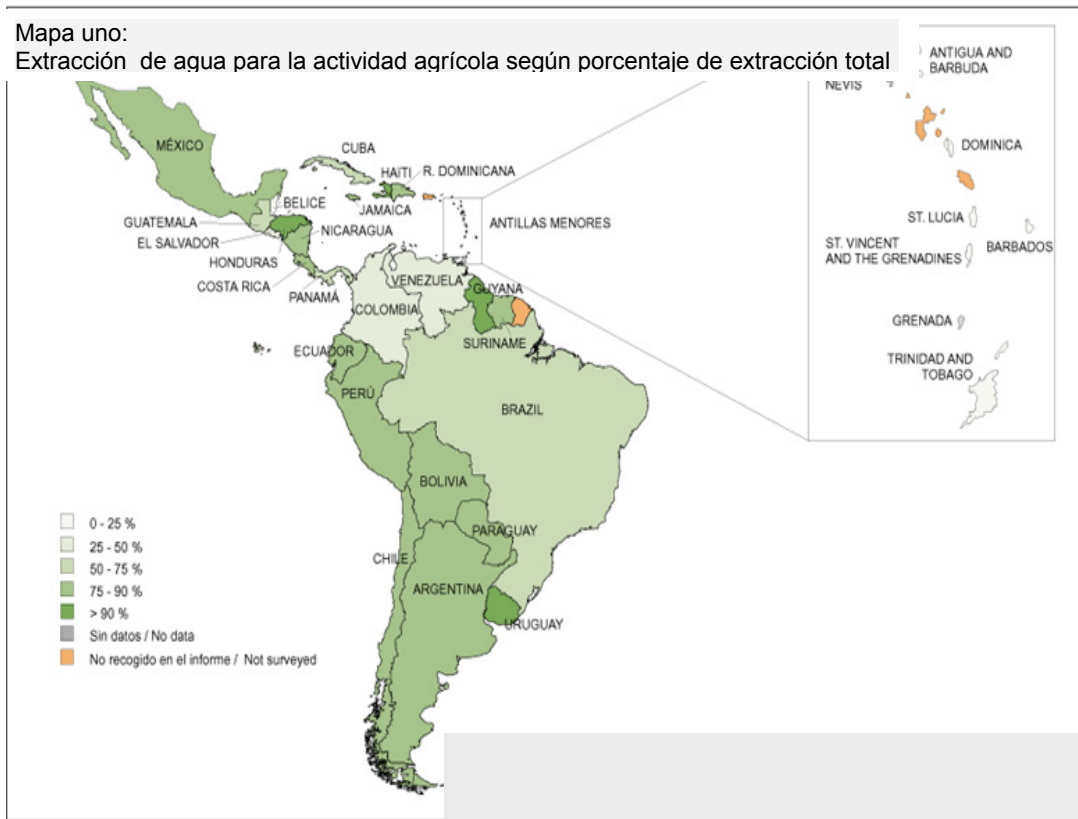 Mapa uno:
Extracción de agua para la actividad agrícola según porcentaje de extracción total
ANTIGUA AND
BARBUDA
NEVIS
MÉXICO
CUBA
HAÏTI
R. DOMINICANA
DOMINICA
BELICE
JAMAICA
GUATEMALA
NICARAGUA
ANTILLAS MENORES
ST. LUCIA
EL SALVADOR
HONDURAS
ST. VINCENT
AND THE GRENADINES
BARBADOS
COSTA RICA
VENEZUELA
GUYANA
PANAMÁ
COLOMBIA
GRENADA
SURINAME
ECUADOR
TRINIDAD AND
TOBAGO
PERÚ
BRAZIL
BOLIVIA
PARAGUAY
CHILE
ARGENTINA
URUGUAY
0 - 25 %
25 - 50 %
50 - 75 %
75 - 90 %
> 90 %
Sin datos / No data
No recogido en el informe / Not surveyed